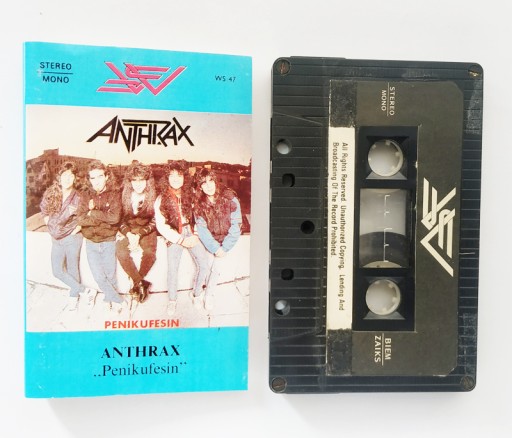 STEREO
MONO
WS 47
ANTHRAX
PENIKUFESIN
ANTHRAX
„Penikufesin”
STEREO
MONO
All Rights Reserved Unauthorized Copying, Lending And
Broadcasting Of The Record Prohibited.
BIEM
ZAIKS